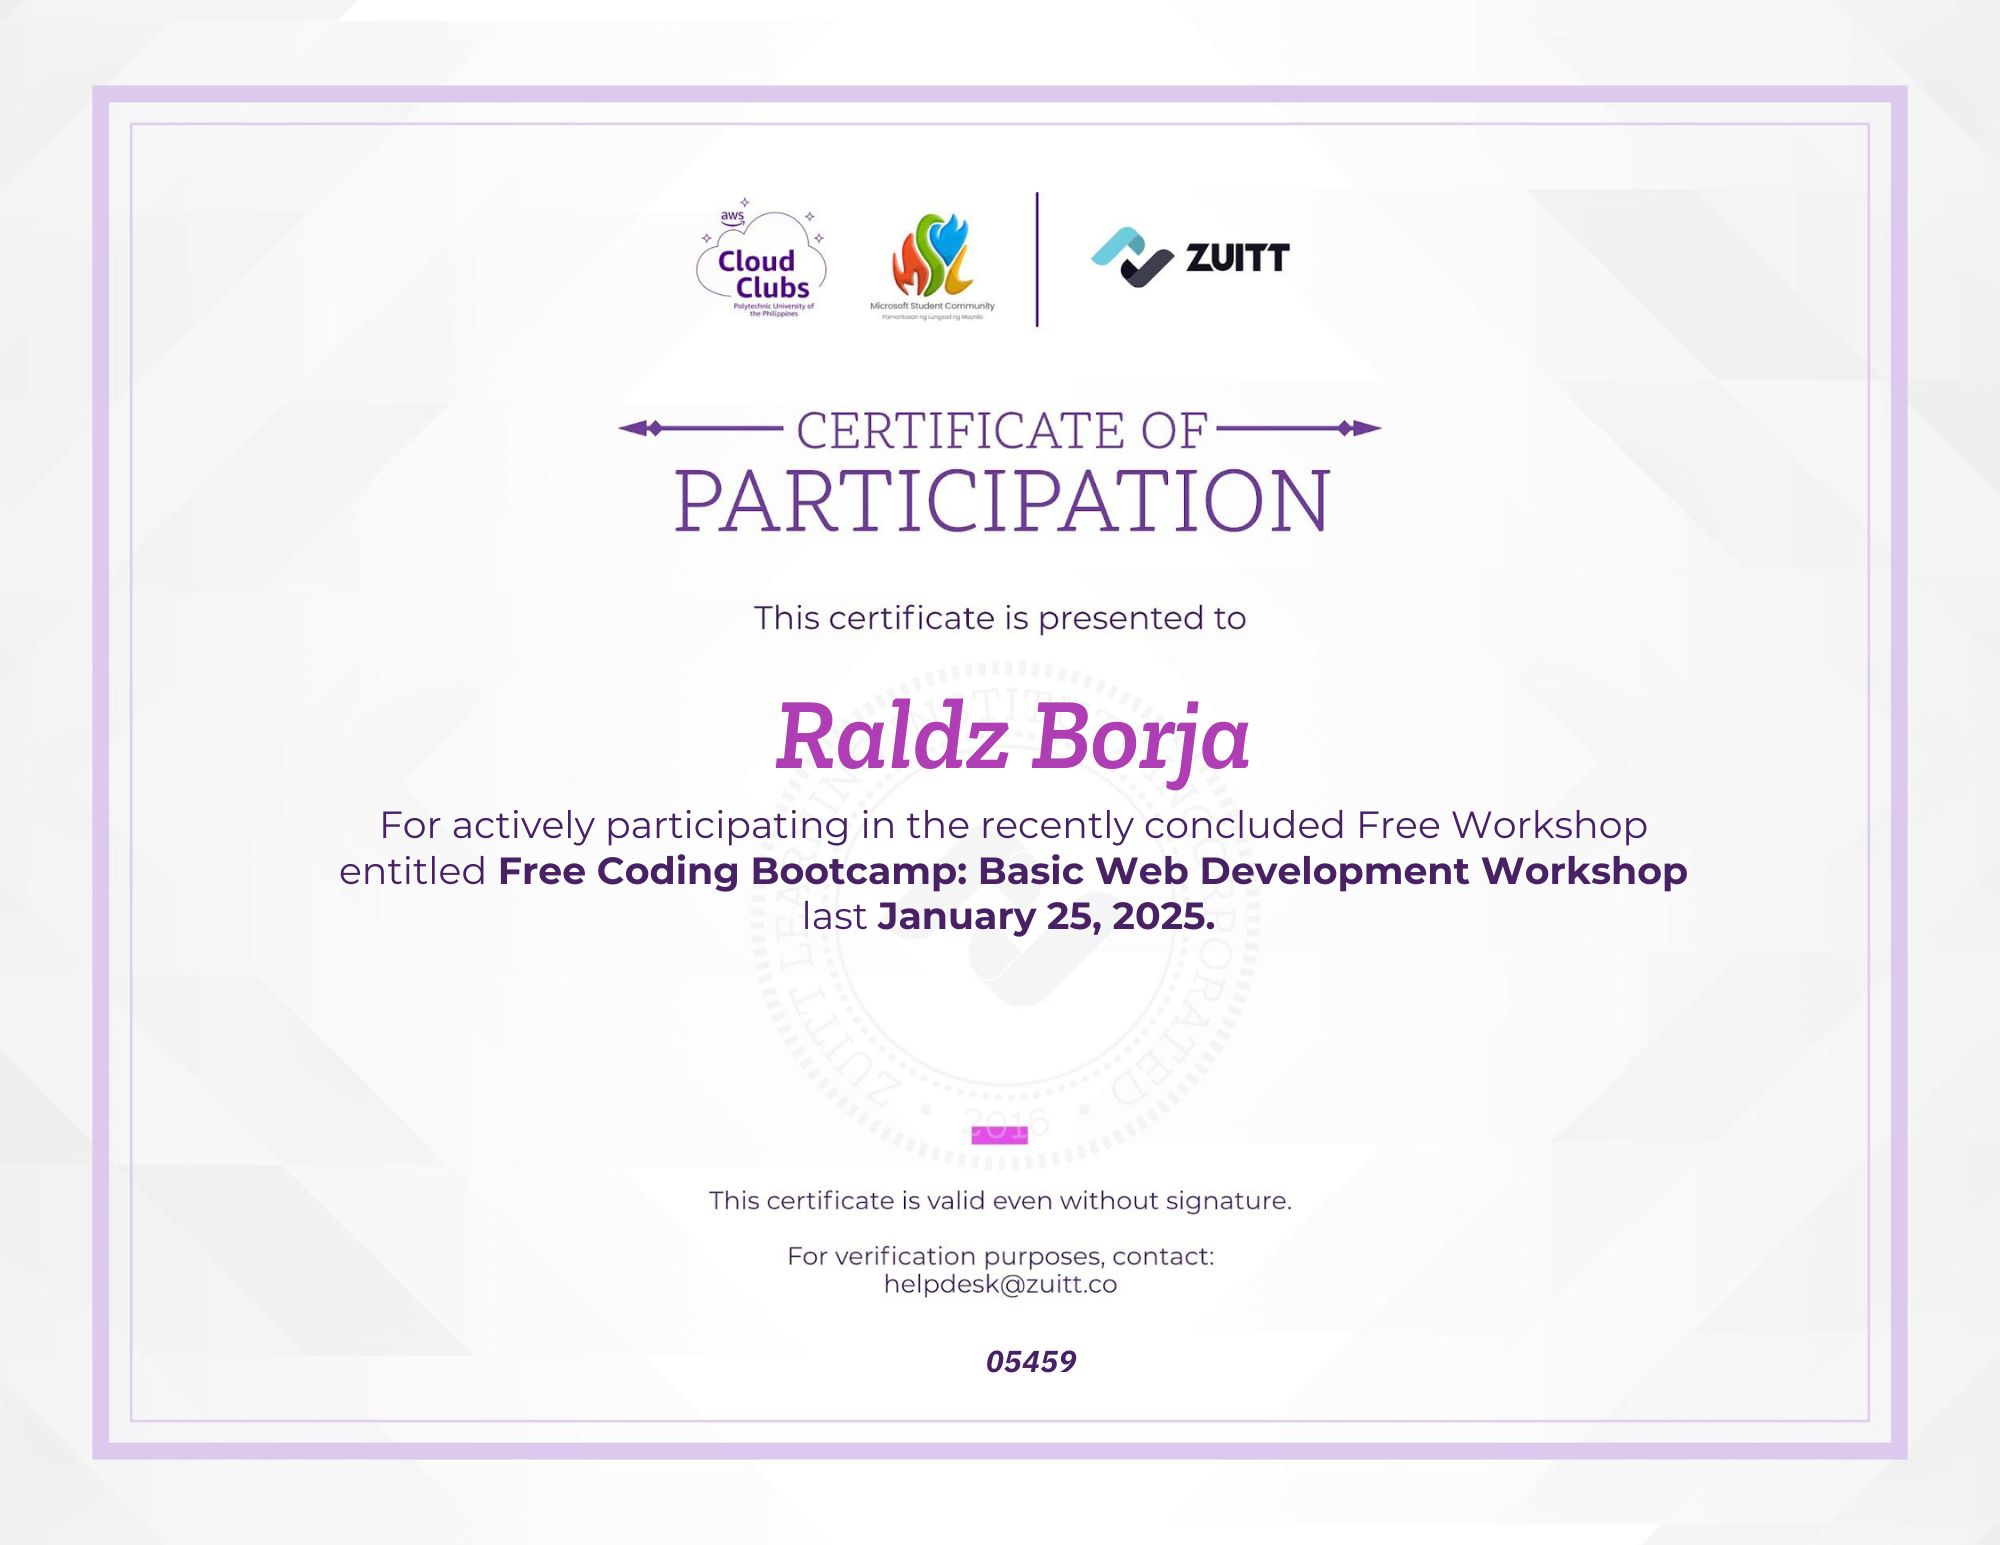 aws
Cloud
Clubs
Polytechnic University of
the Philippines
Microsoft Student Community
Pamantasan ng Lungsod ng Maynila
ZUITT
CERTIFICATE OF
PARTICIPATION
This certificate is presented to
Raldz Borja
For actively participating in the recently concluded Free Workshop
entitled Free Coding Bootcamp: Basic Web Development Workshop
last January 25, 2025.
ZUITT LEARNING INSTITUTE INCORPORATED
2016
This certificate is valid even without signature.
For verification purposes, contact:
helpdesk@zuitt.co
05459